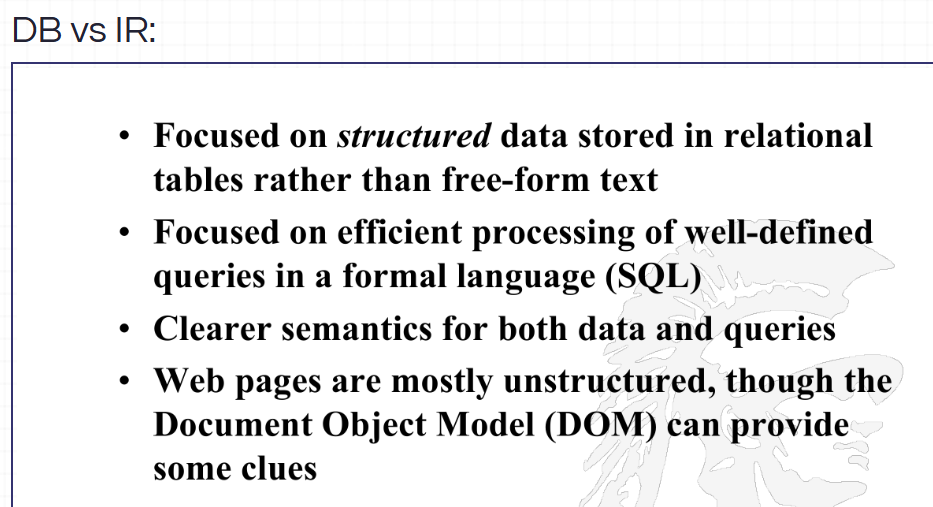 DB vs IR:
• Focused on structured data stored in relational
tables rather than free-form text
• Focused on efficient processing of well-defined
queries in a formal language (SQL)
• Clearer semantics for both data and queries
• Web pages are mostly unstructured, though the
Document Object Model (DOM) can provide
some clues